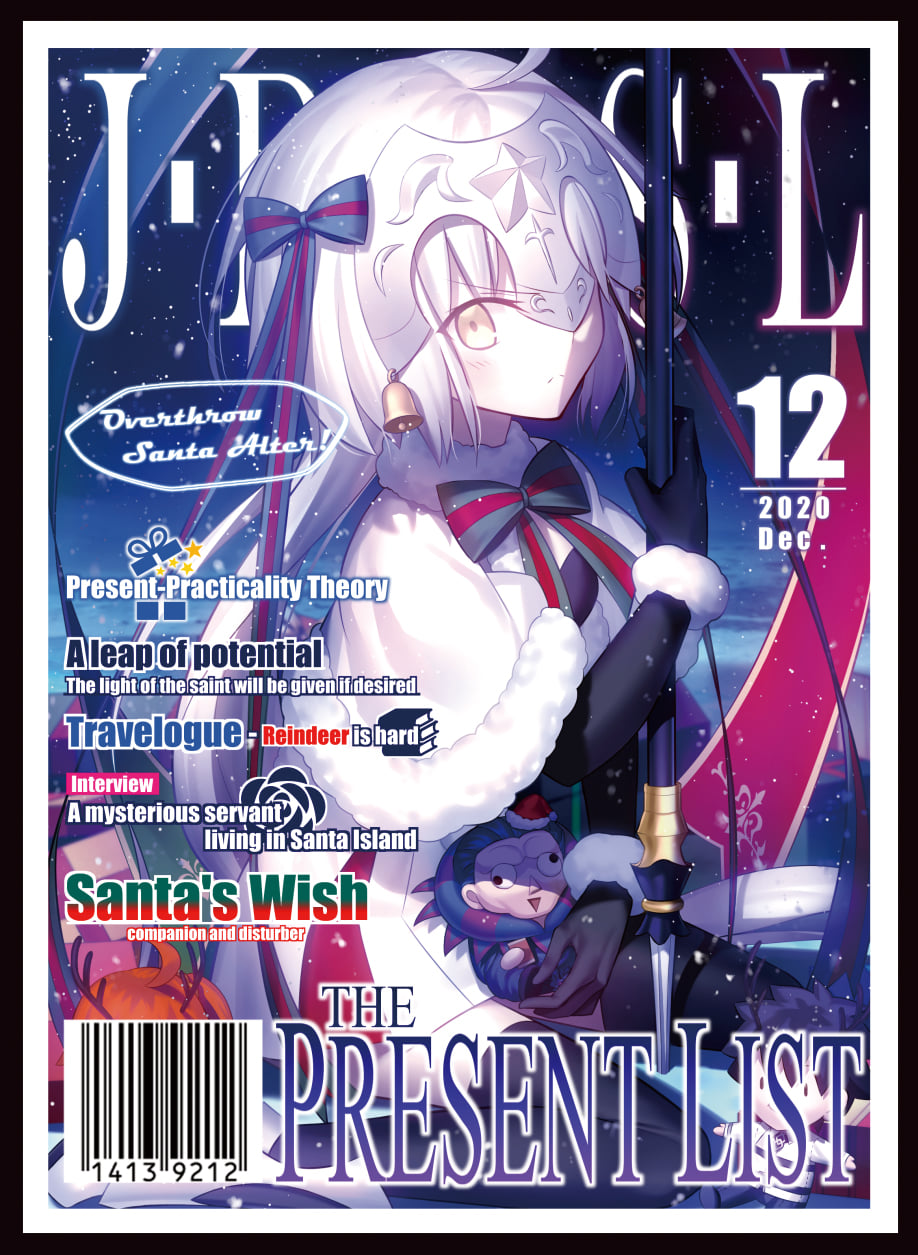 J· S·L
Overthrow
Santa Alter!
12
2020
Dec.
Present-Practicality Theory
A leap of potential
The light of the saint will be given if desired.
Travelogue - Reindeer is hard
Interview
A mysterious servant
living in Santa Island
Santa's Wish
companion and disturber
THE
PRESENT LIST
1413 9212